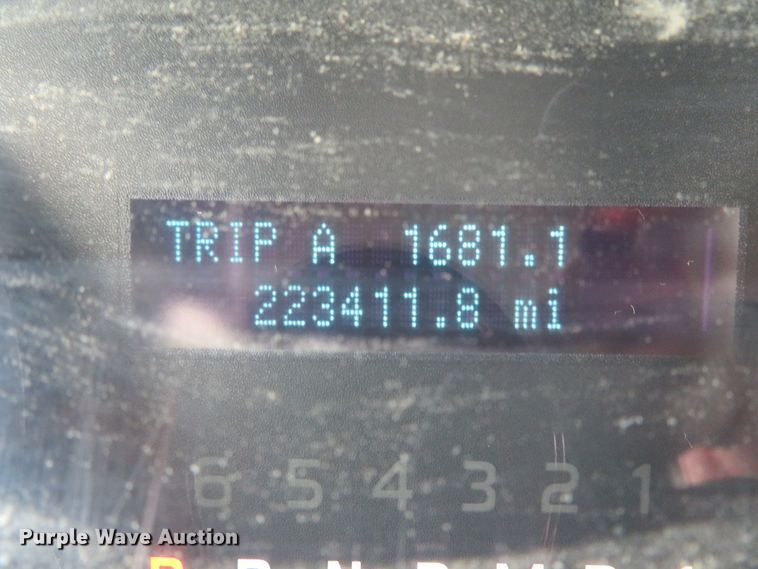 TRIP A 1681.1
223411.8 mi
6 5 4 3 2 1
Purple Wave Auction